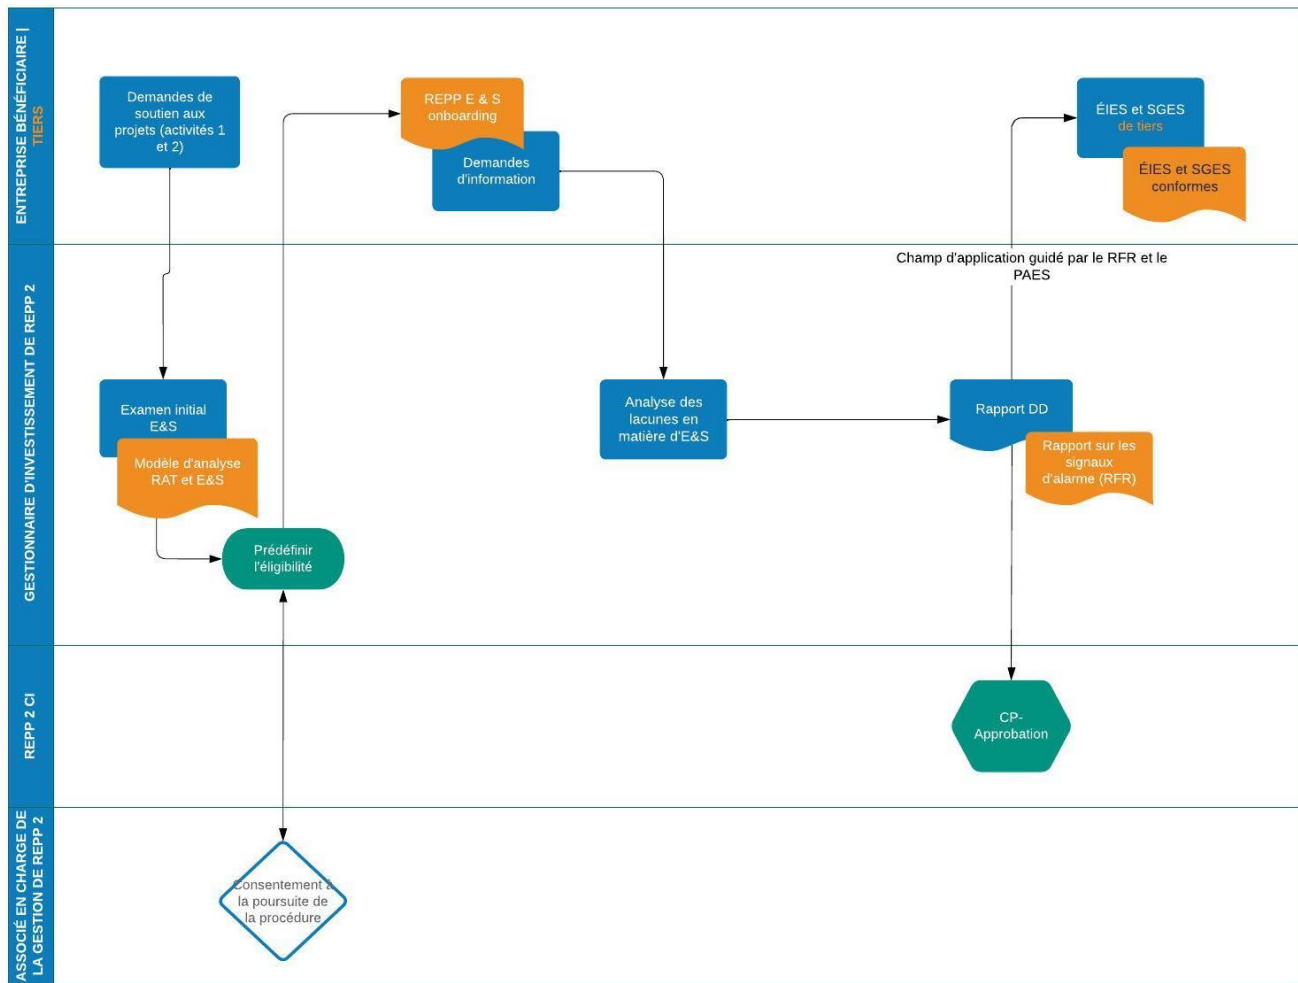 ENTREPRISE BÉNÉFICIAIRE |
TIERS
Demandes de
soutien aux
projets (activités 1
et 2)
REPP E & S
onboarding
Demandes
d'information
ÉIES et SGES
de tiers
ÉIES et SGES
conformes
GESTIONNAIRE D'INVESTISSEMENT DE REPP 2
Champ d'application guidé par le RFR et le
PAES
Examen initial
E&S
Modèle d'analyse
RAT et E&S
Prédéfinir
l'éligibilité
Analyse des
lacunes en
matière d'E&S
Rapport DD
Rapport sur les
signaux
d'alarme (RFR)
REPP 2 CI
CP-
Approbation
ASSOCIÉ EN CHARGE DE
LA GESTION DE REPP 2
Consentement à
la poursuite de
la procédure